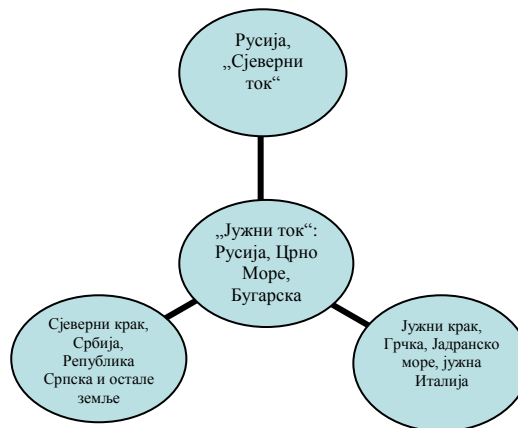 Русија,
„Сјеверни
ток“
„Јужни ток“:
Русија, Црно
Море,
Бугарска
Сјеверни крак,
Србија,
Република
Српска и остале
земље
Јужни крак,
Грчка, Јадранско
море, јужна
Италија